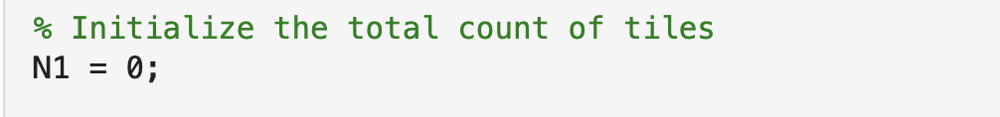 % Initialize the total count of tiles
N1 = 0;